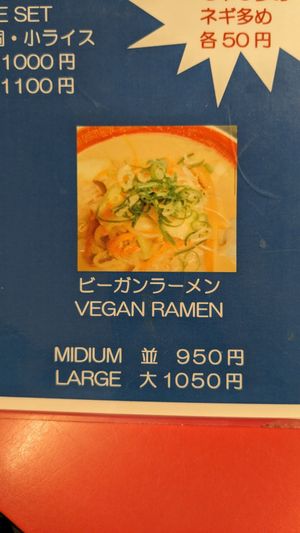 E SET
・小ライス
1000円
1100円
ネギ多め
各50円
ビーガンラーメン
VEGAN RAMEN
MIDIUM 並 950円
LARGE 大1050円